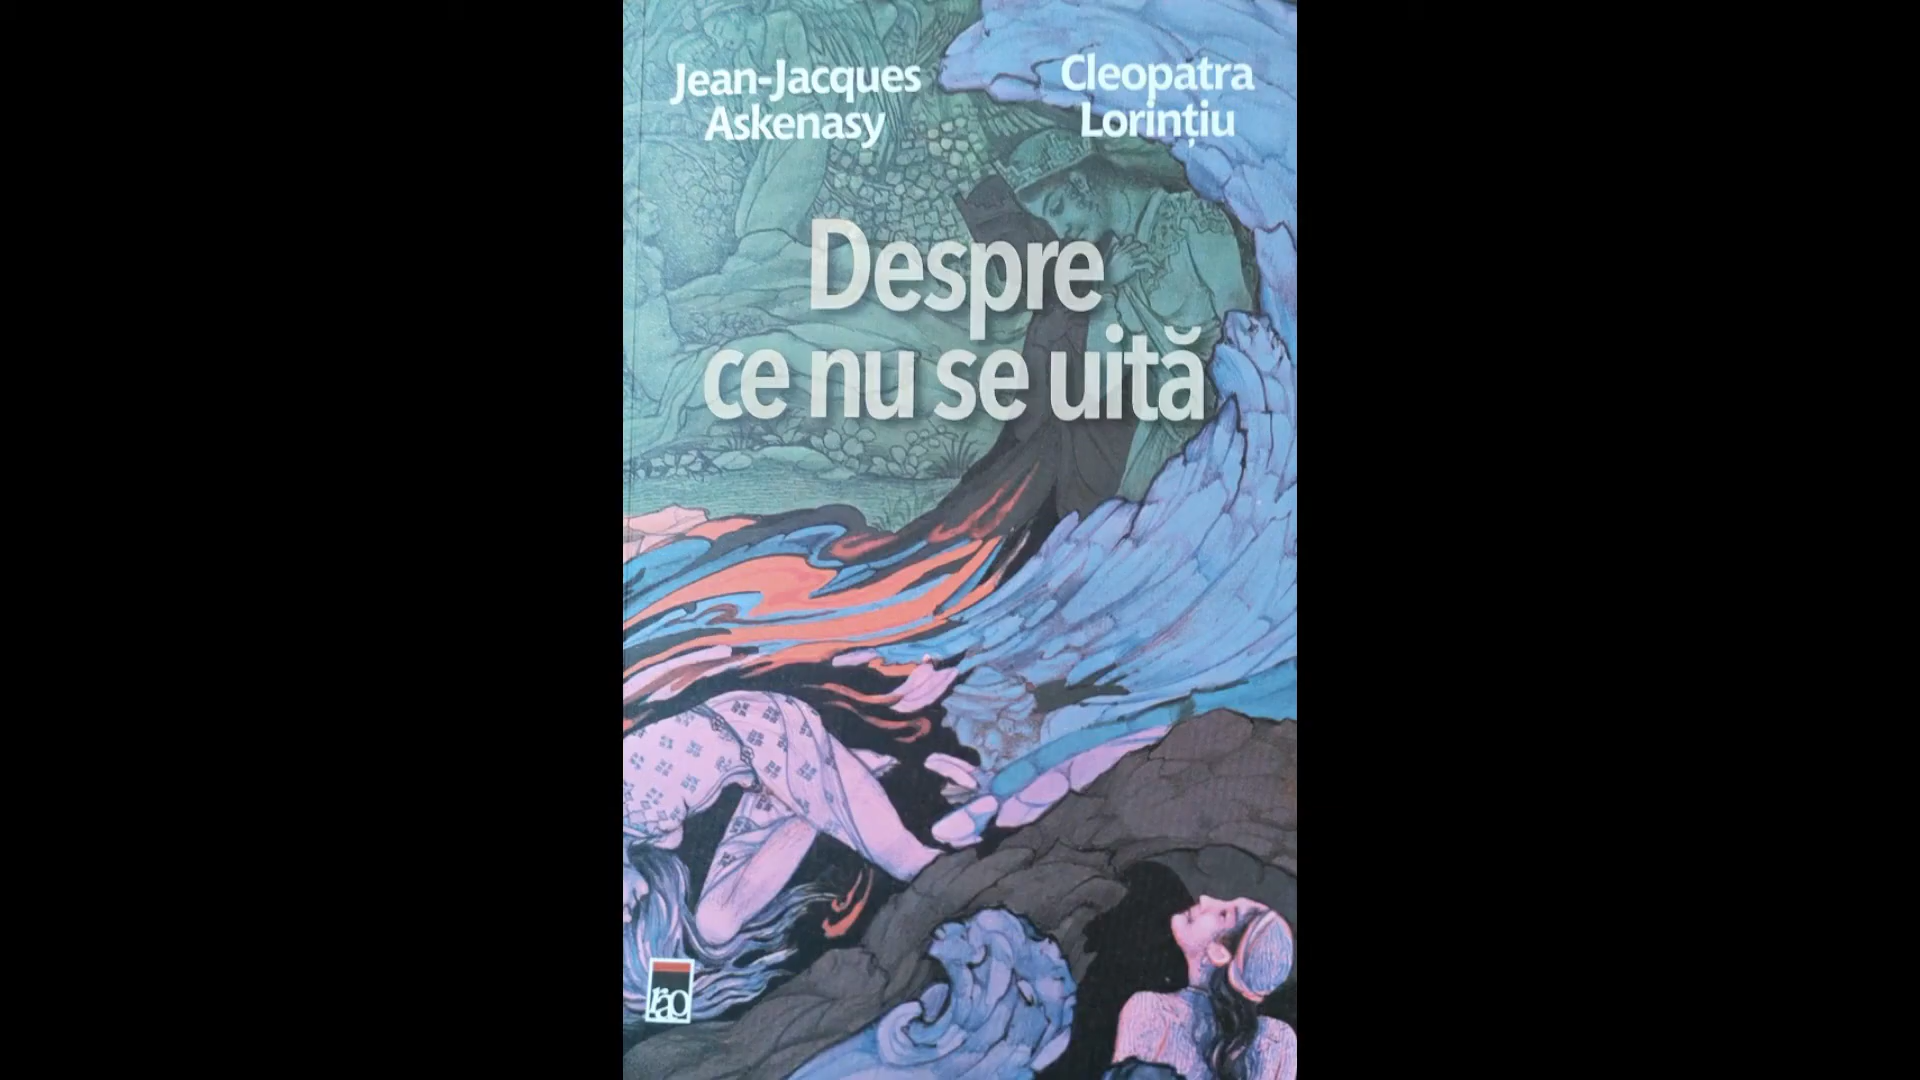 Jean-Jacques
Askenasy
Cleopatra
Lorințiu
Despre
ce nu se uită
rao